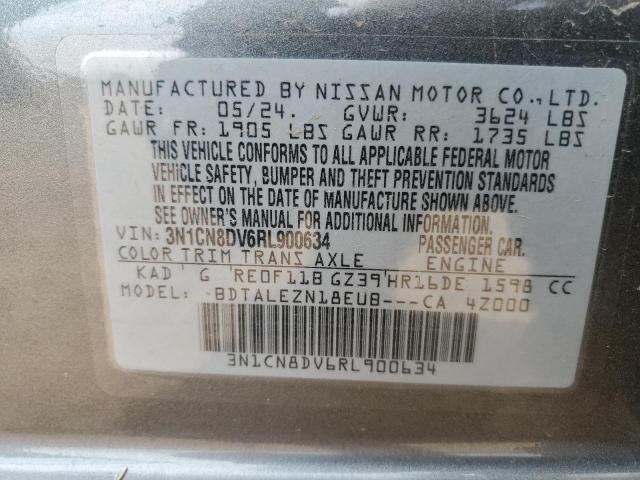 MANUFACTURED BY NISSAN MOTOR CO.,LTD.
DATE: 05/24. GVWR: 3624 LBS
GAWR FR: 1905 LBS GAWR RR: 1735 LBS
THIS VEHICLE CONFORMS TO ALL APPLICABLE FEDERAL MOTOR
VEHICLE SAFETY, BUMPER AND THEFT PREVENTION STANDARDS
IN EFFECT ON THE DATE OF MANUFACTURE SHOWN ABOVE.
SEE OWNER'S MANUAL FOR ADDITIONAL INFORMATION.
VIN: 3N1CN8DV6RL900634 PASSENGER CAR.
COLOR TRIM TRANS AXLE ENGINE
KAD G RE0F11B GZ39 HR16DE 1598 CC
MODEL: BDTALEZN18EUB---CA 4Z000
3N1CN8DV6RL900634